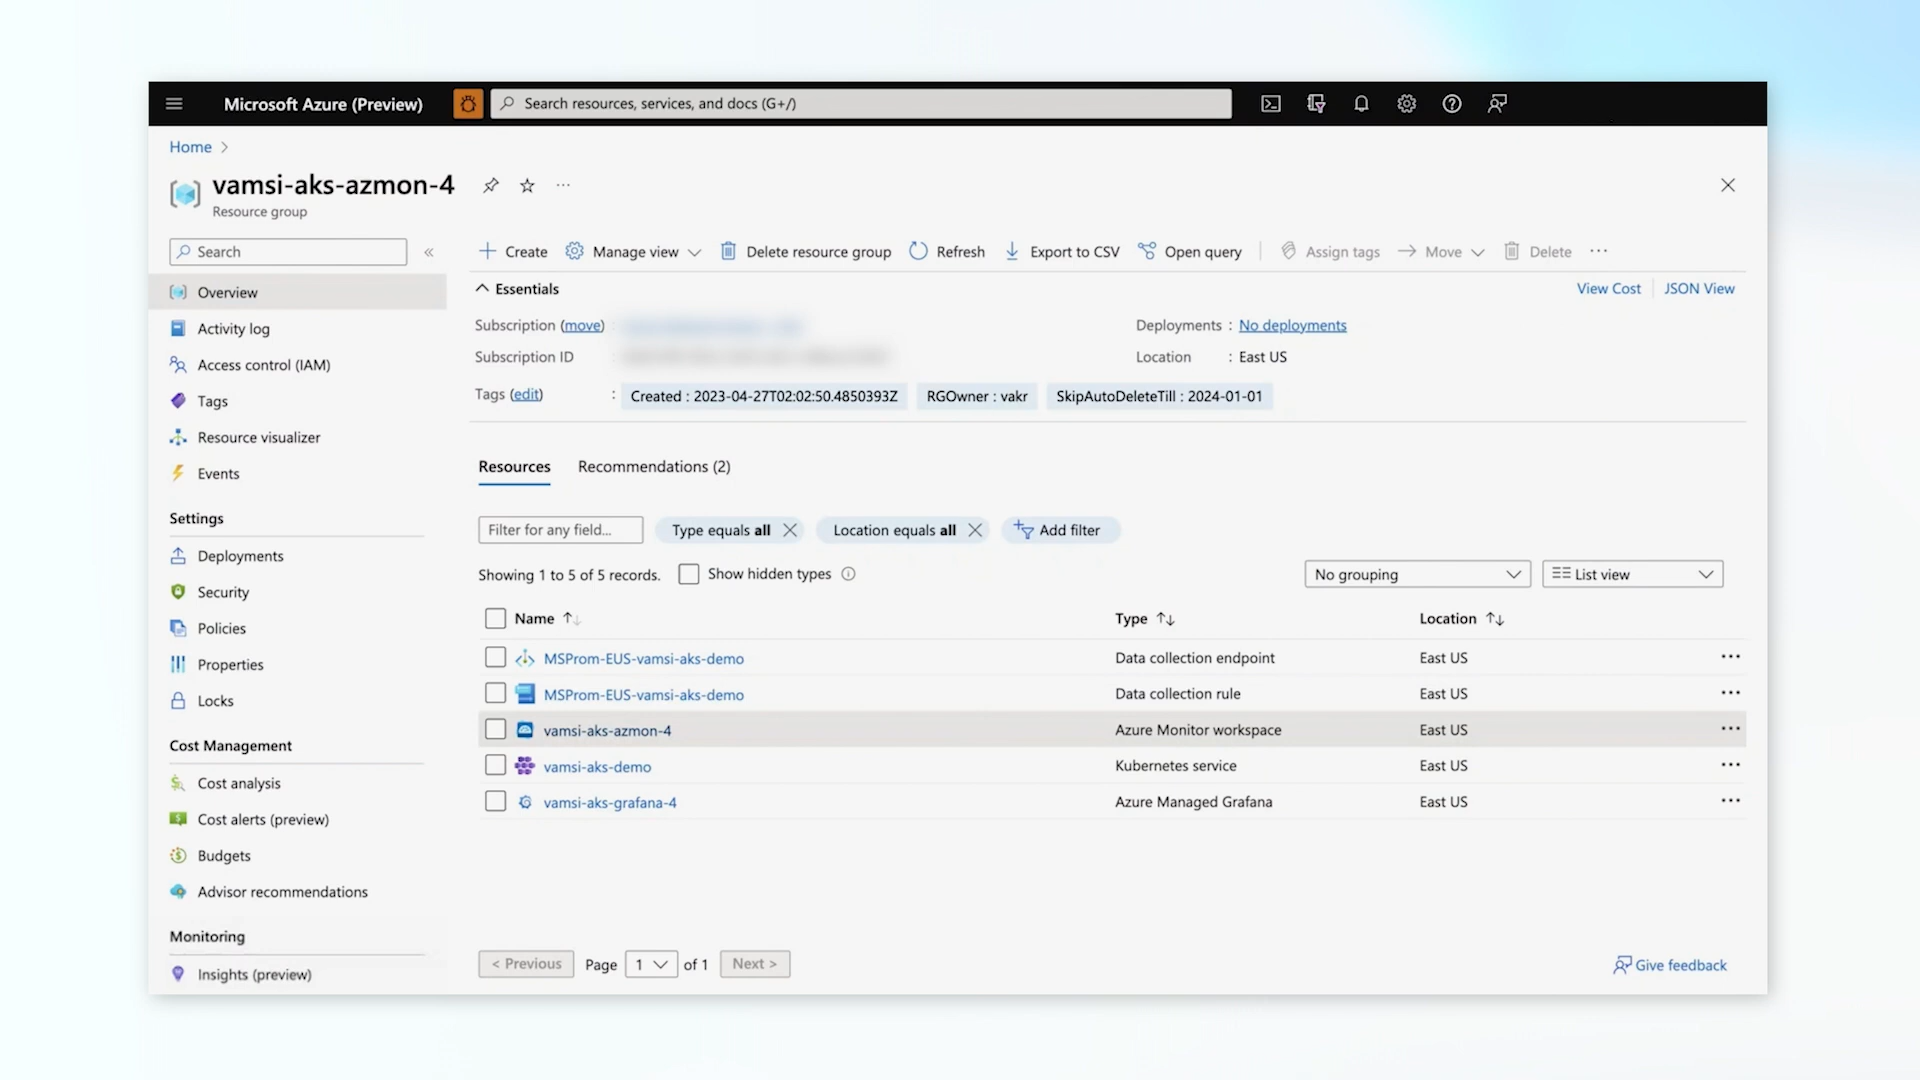 Microsoft Azure (Preview)
Search resources, services, and docs (G+/)
Home
vamsi-aks-azmon-4
Resource group
Search
Create
Manage view
Delete resource group
Refresh
Export to CSV
Open query
Assign tags
Move
Delete
Overview
Activity log
Access control (IAM)
Tags
Resource visualizer
Events
Settings
Deployments
Security
Policies
Properties
Locks
Cost Management
Cost analysis
Cost alerts (preview)
Budgets
Advisor recommendations
Monitoring
Insights (preview)
Essentials
View Cost
JSON View
Subscription (move) :
Deployments : No deployments
Subscription ID :
Location : East US
Tags (edit) : Created : 2023-04-27T02:02:50.4850393Z RGOwner : vakr SkipAutoDeleteTill : 2024-01-01
Resources
Recommendations (2)
Filter for any field...
Type equals all
Location equals all
Add filter
Showing 1 to 5 of 5 records.
Show hidden types
No grouping
List view
Name Type Location
MSProm-EUS-vamsi-aks-demo Data collection endpoint East US
MSProm-EUS-vamsi-aks-demo Data collection rule East US
vamsi-aks-azmon-4 Azure Monitor workspace East US
vamsi-aks-demo Kubernetes service East US
vamsi-aks-grafana-4 Azure Managed Grafana East US
< Previous Page 1 of 1 Next >
Give feedback